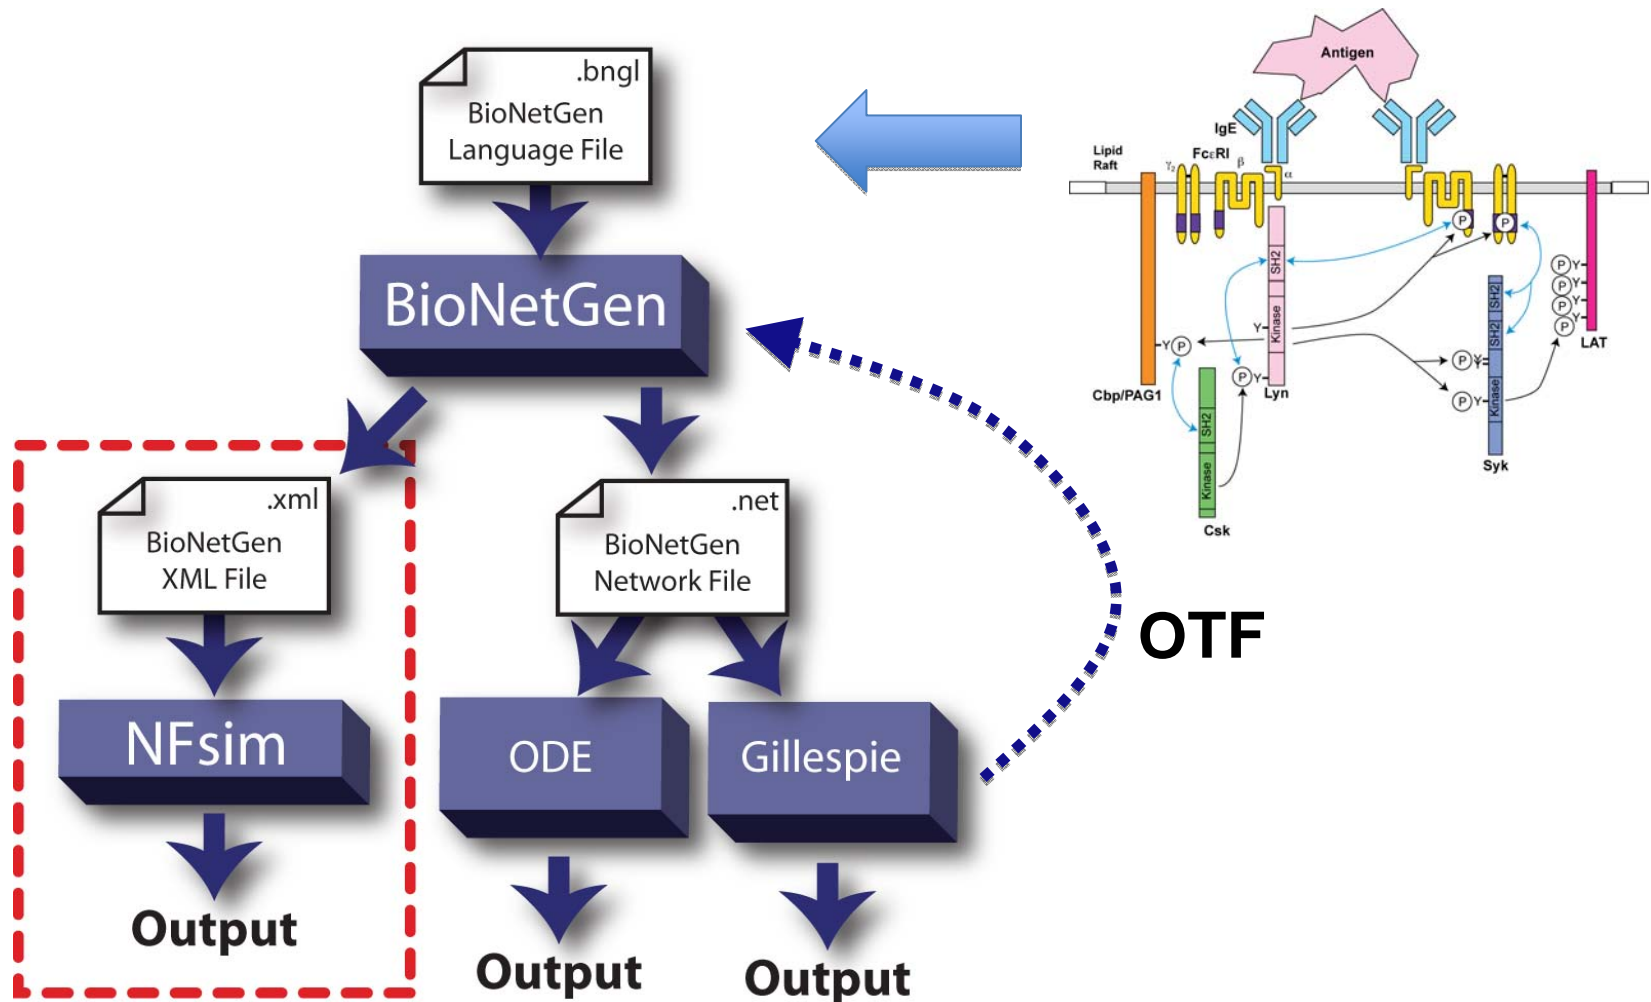 .bngl
BioNetGen
Language File
BioNetGen
.xml
BioNetGen
XML File
.net
BioNetGen
Network File
NFsim
ODE
Gillespie
Output
Output
Output
OTF
Antigen
IgE
FcεRI
Lipid
Raft
γ2
β
α
P
P
SH2
Kinase
Y
Y
P
Lyn
Y
P
Cbp/PAG1
SH2
Kinase
Csk
SH2
SH2
Kinase
P
Y
Y
P
Y
Syk
P
Y
P
Y
P
Y
P
Y
LAT